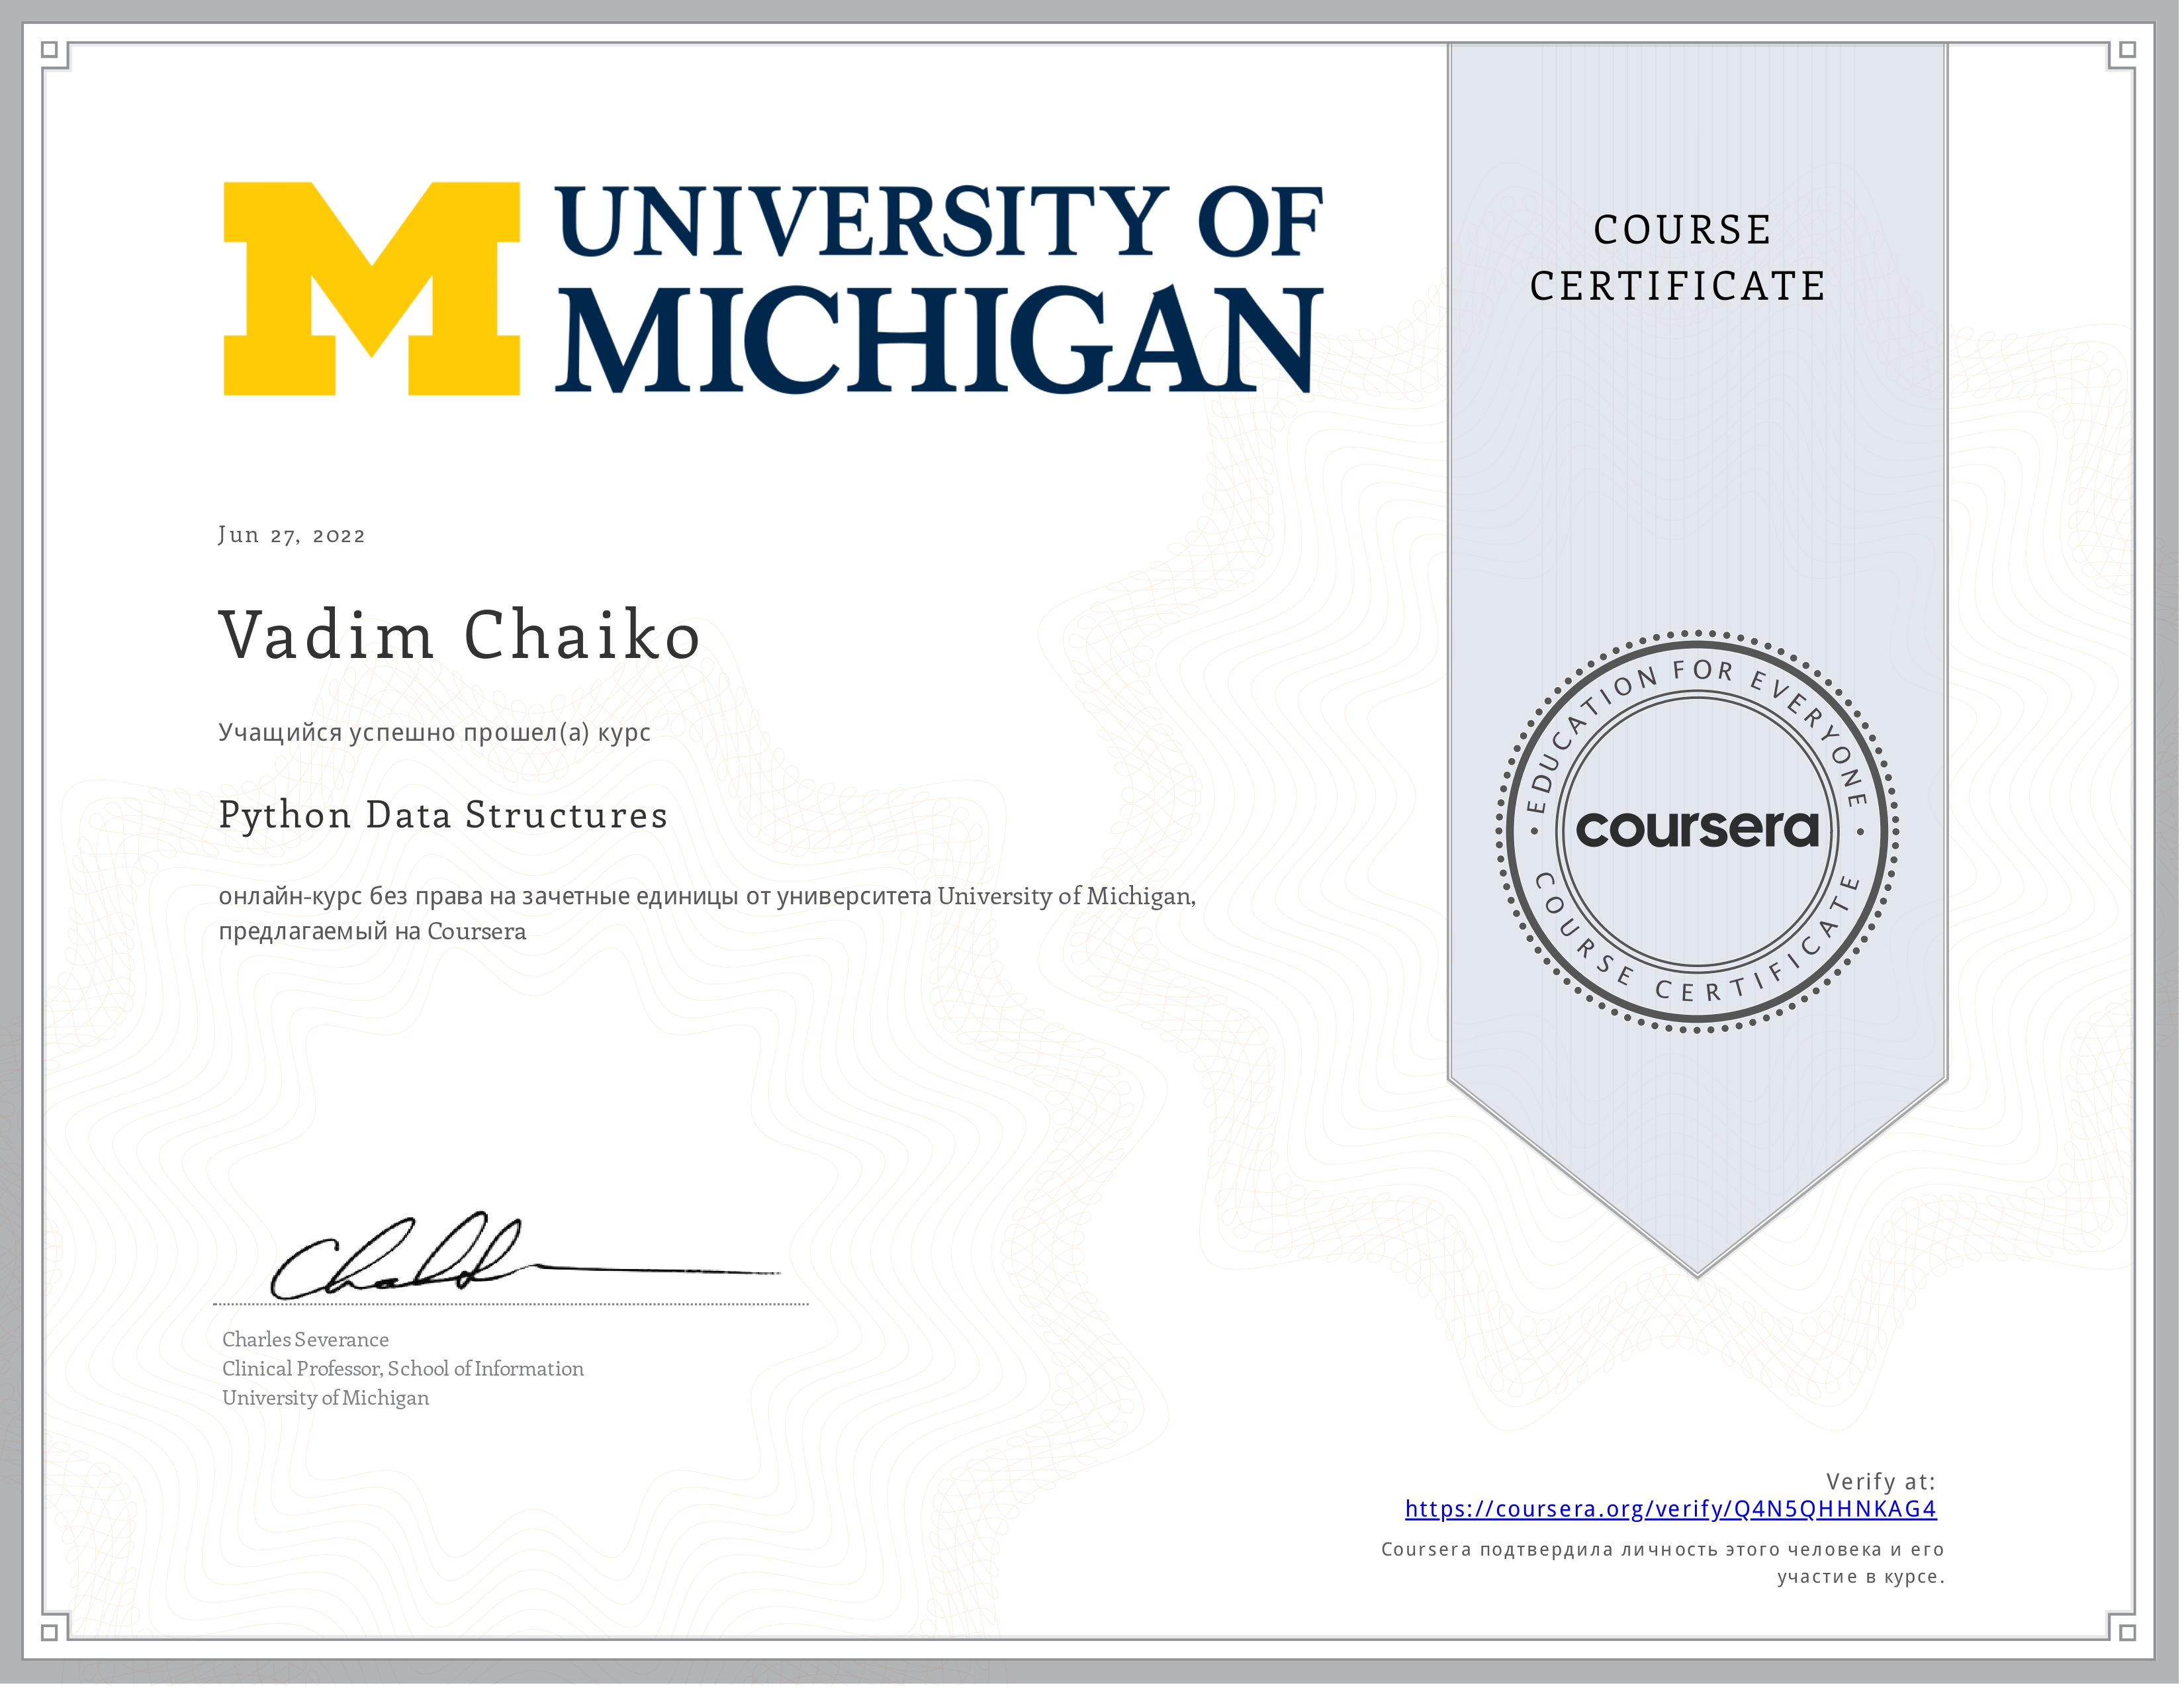 UNIVERSITY OF
MICHIGAN
COURSE
CERTIFICATE
Jun 27, 2022
Vadim Chaiko
Учащийся успешно прошел(а) курс
Python Data Structures
онлайн-курс без права на зачетные единицы от университета University of Michigan,
предлагаемый на Coursera
EDUCATION FOR EVERYONE
coursera
COURSE CERTIFICATE
Charles Severance
Clinical Professor, School of Information
University of Michigan
Verify at:
https://coursera.org/verify/Q4N5QHHNKAG4
Coursera подтвердила личность этого человека и его
участие в курсе.